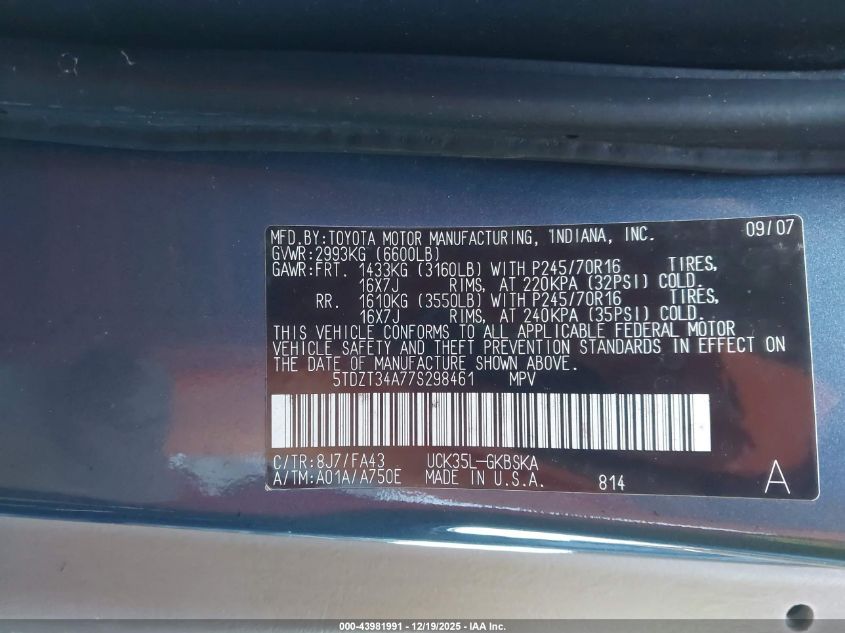 MFD.BY:TOYOTA MOTOR MANUFACTURING, INDIANA, INC. 09/07
GVWR:2993KG (6600LB)
GAWR:FRT. 1433KG (3160LB) WITH P245/70R16 TIRES,
16X7J RIMS, AT 220KPA (32PSI) COLD.
RR. 1610KG (3550LB) WITH P245/70R16 TIRES,
16X7J RIMS, AT 240KPA (35PSI) COLD.
THIS VEHICLE CONFORMS TO ALL APPLICABLE FEDERAL MOTOR
VEHICLE SAFETY AND THEFT PREVENTION STANDARDS IN EFFECT ON
THE DATE OF MANUFACTURE SHOWN ABOVE.
5TDZT34A77S298461 MPV
C/TR:8J7/FA43 UCK35L-GKBSKA
A/TM:A01A/A750E MADE IN U.S.A. 814 A
000-43981991 - 12/19/2025 - IAA Inc.